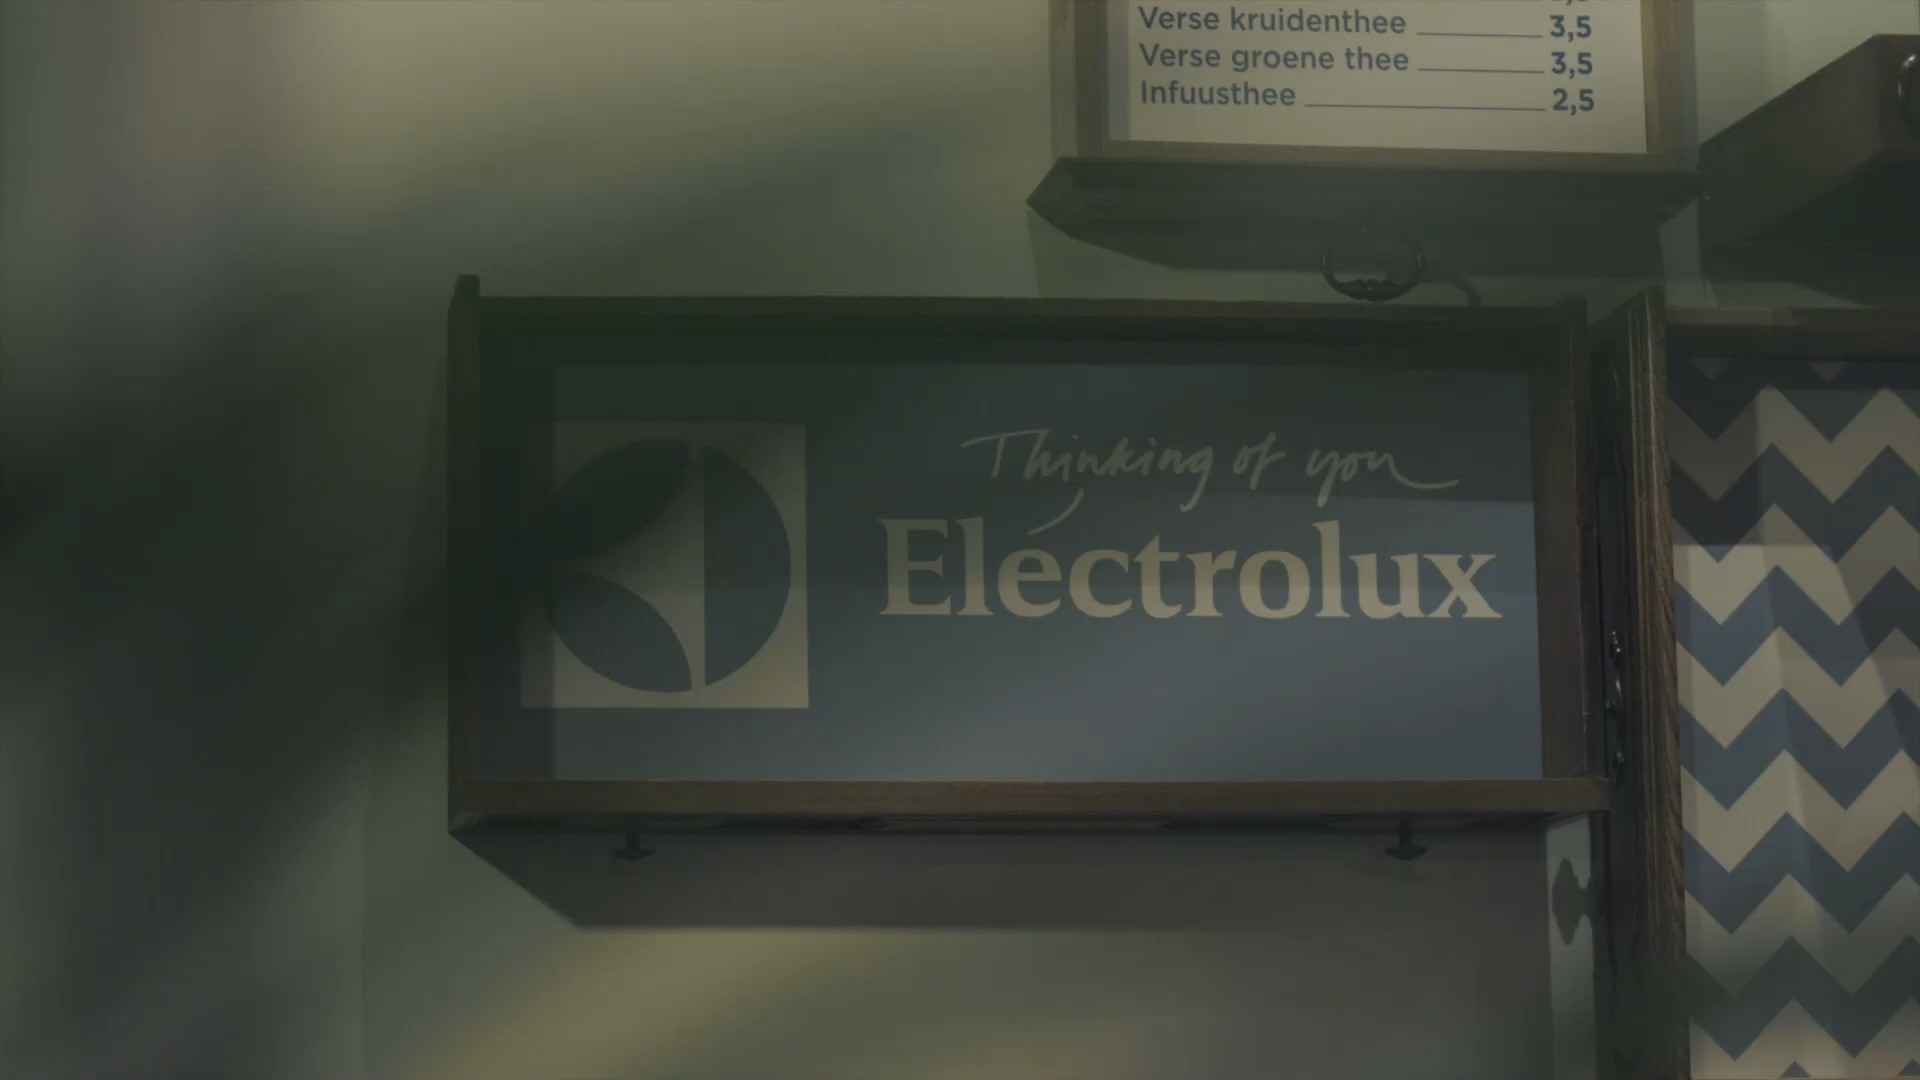 Verse kruidenthee 3,5
Verse groene thee 3,5
Infuusthee 2,5
Thinking of you
Electrolux